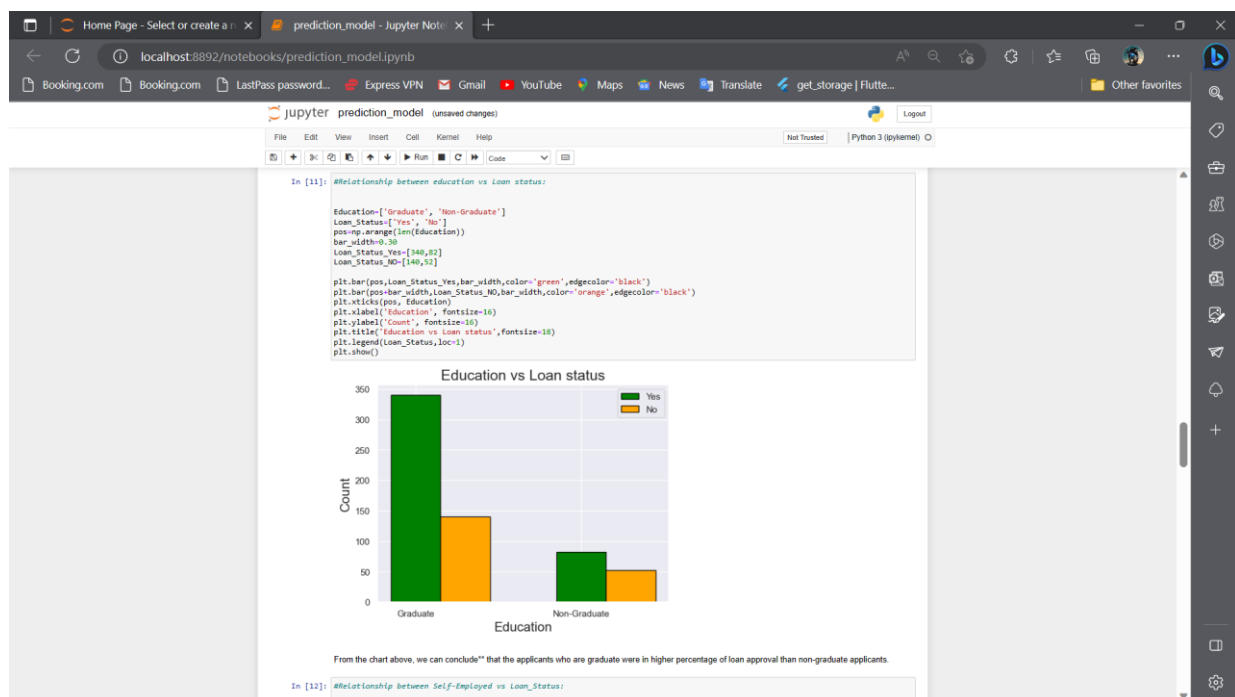 Home Page - Select or create a n
prediction_model - Jupyter Note
localhost:8892/notebooks/prediction_model.ipynb
Booking.com
Booking.com
LastPass password...
Express VPN
Gmail
YouTube
Maps
News
Translate
get_storage | Flutte...
Other favorites
jupyter prediction_model (unsaved changes)
Logout
File Edit View Insert Cell Kernel Help
Not Trusted
Python 3 (ipykernel)
Run
Code
In [11]: #Relationship between education vs Loan status:
Education=['Graduate', 'Non-Graduate']
Loan_Status=['Yes', 'No']
pos=np.arange(len(Education))
bar_width=0.30
Loan_Status_Yes=[340,82]
Loan_Status_NO=[140,52]
plt.bar(pos,Loan_Status_Yes,bar_width,color='green',edgecolor='black')
plt.bar(pos+bar_width,Loan_Status_NO,bar_width,color='orange',edgecolor='black')
plt.xticks(pos, Education)
plt.xlabel('Education', fontsize=16)
plt.ylabel('Count', fontsize=16)
plt.title('Education vs Loan status',fontsize=18)
plt.legend(Loan_Status,loc=1)
plt.show()
Education vs Loan status
Yes
No
350
300
250
200
150
100
50
0
Count
Graduate
Non-Graduate
Education
From the chart above, we can conclude** that the applicants who are graduate were in higher percentage of loan approval than non-graduate applicants.
In [12]: #Relationship between Self-Employed vs Loan_Status: